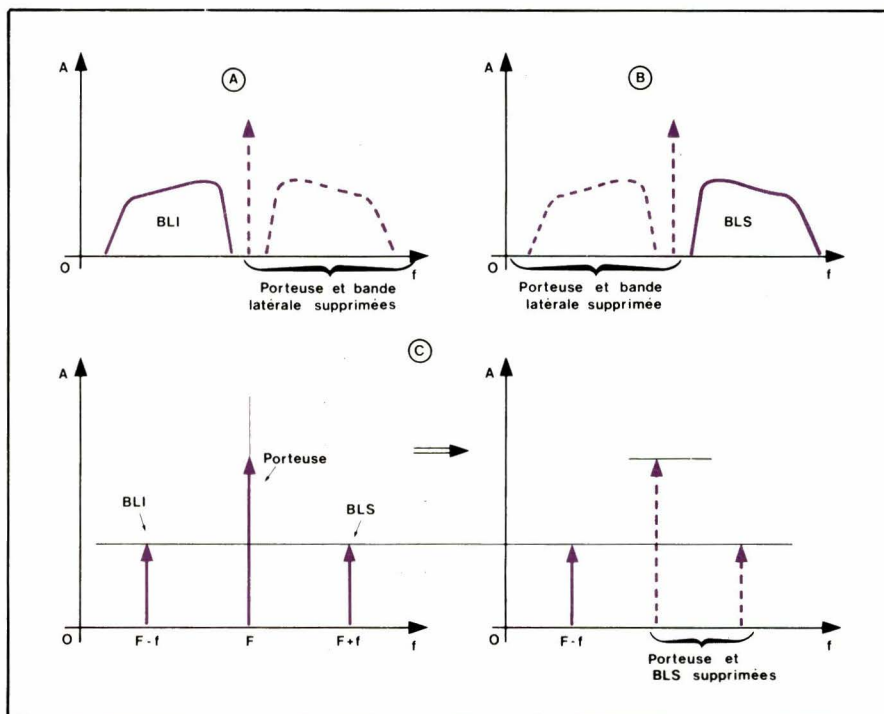 A
A
BLI
O
f
Porteuse et bande
latérale supprimées
A
B
BLS
O
f
Porteuse et bande
latérale supprimée
C
A
Porteuse
BLI
BLS
O
F-f
F
F+f
f
A
O
F-f
f
Porteuse et
BLS supprimées